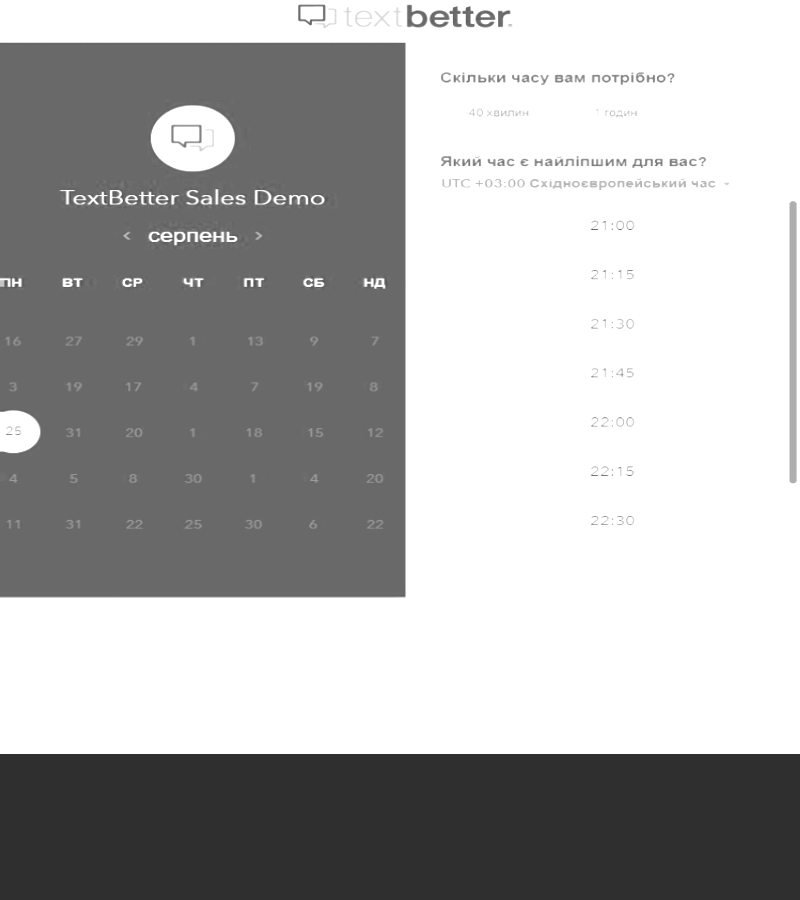 textbetter.
TextBetter Sales Demo
< серпень >
ПН ВТ СР ЧТ ПТ СБ НД
16 27 29 1 13 9 7
3 19 17 4 7 19 8
25 31 20 1 18 15 12
4 5 8 30 1 4 20
11 31 22 25 30 6 22
Скільки часу вам потрібно?
40 хвилин 1 годин
Який час є найліпшим для вас?
UTC +03:00 Східноєвропейський час
21:00
21:15
21:30
21:45
22:00
22:15
22:30